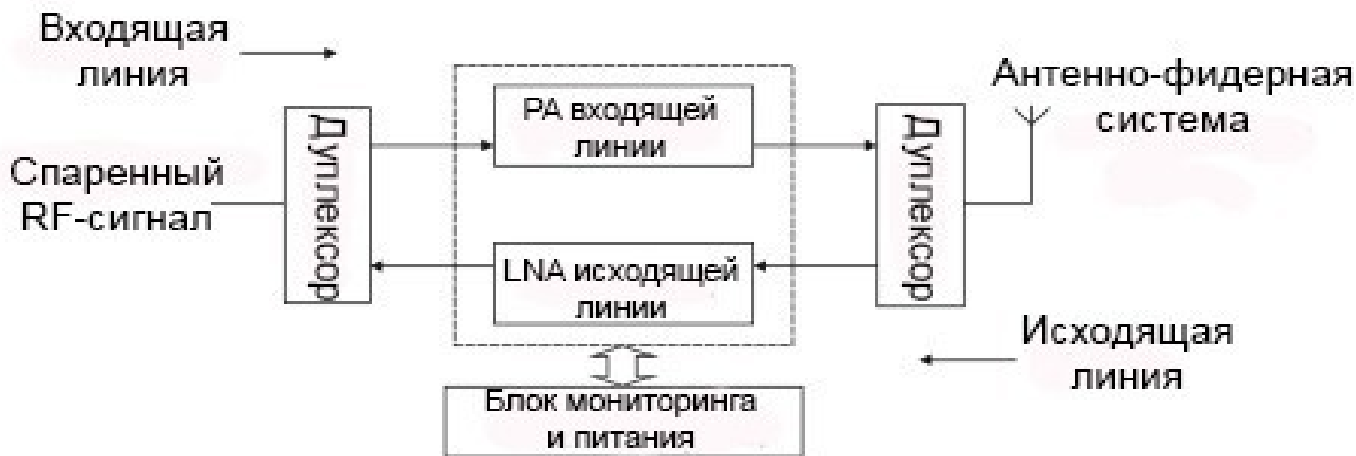 Входящая
линия
Спаренный
RF-сигнал
Дуплексор
PA входящей
линии
LNA исходящей
линии
Блок мониторинга
и питания
Дуплексор
Антенно-фидерная
система
Исходящая
линия